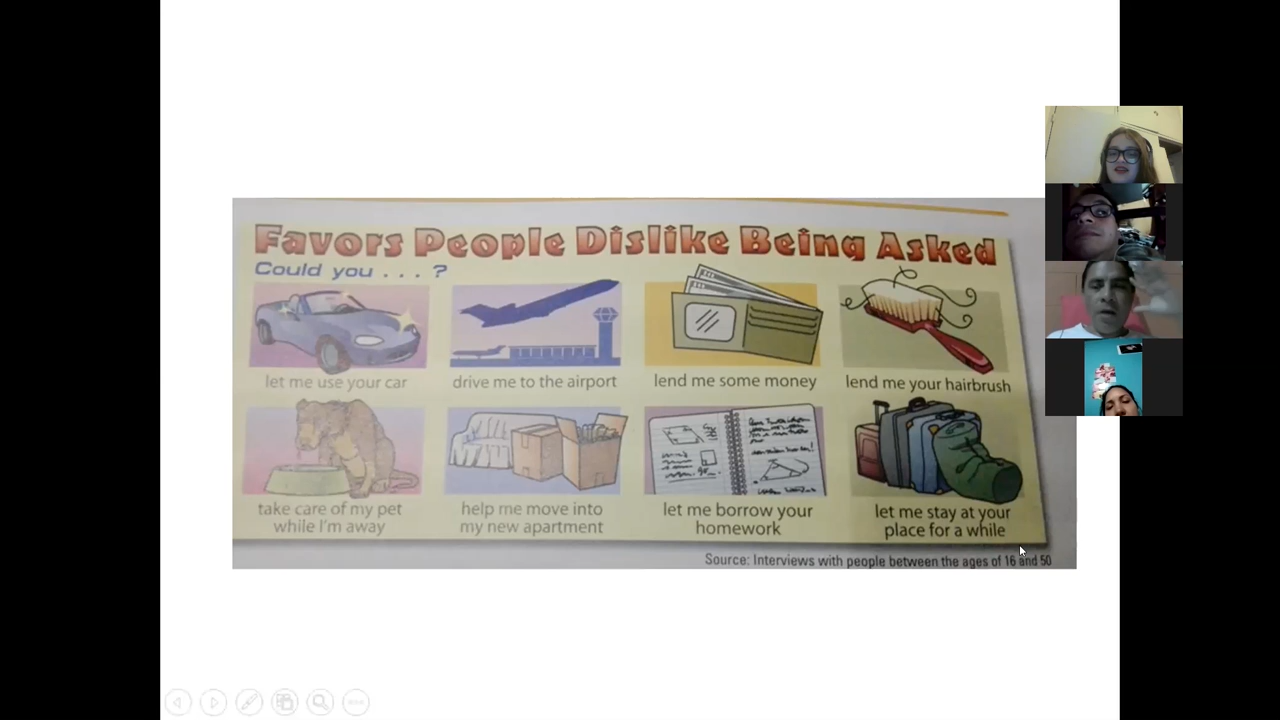 Favors People Dislike Being Asked
Could you . . . ?
let me use your car
drive me to the airport
lend me some money
lend me your hairbrush
take care of my pet
while I'm away
help me move into
my new apartment
let me borrow your
homework
let me stay at your
place for a while
Source: Interviews with people between the ages of 16 and 50